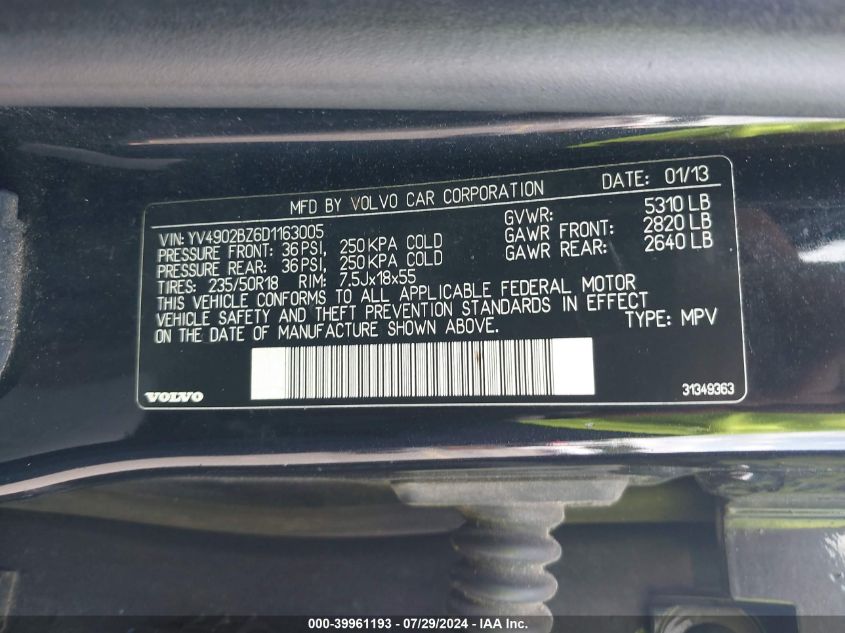 MFD BY VOLVO CAR CORPORATION DATE: 01/13
VIN: YV4902BZ6D1163005 GVWR: 5310 LB
PRESSURE FRONT: 36 PSI, 250 KPA COLD GAWR FRONT: 2820 LB
PRESSURE REAR: 36 PSI, 250 KPA COLD GAWR REAR: 2640 LB
TIRES: 235/50R18 RIM: 7.5Jx18x55
THIS VEHICLE CONFORMS TO ALL APPLICABLE FEDERAL MOTOR
VEHICLE SAFETY AND THEFT PREVENTION STANDARDS IN EFFECT
ON THE DATE OF MANUFACTURE SHOWN ABOVE. TYPE: MPV
VOLVO 31349363
000-39961193 - 07/29/2024 - IAA Inc.